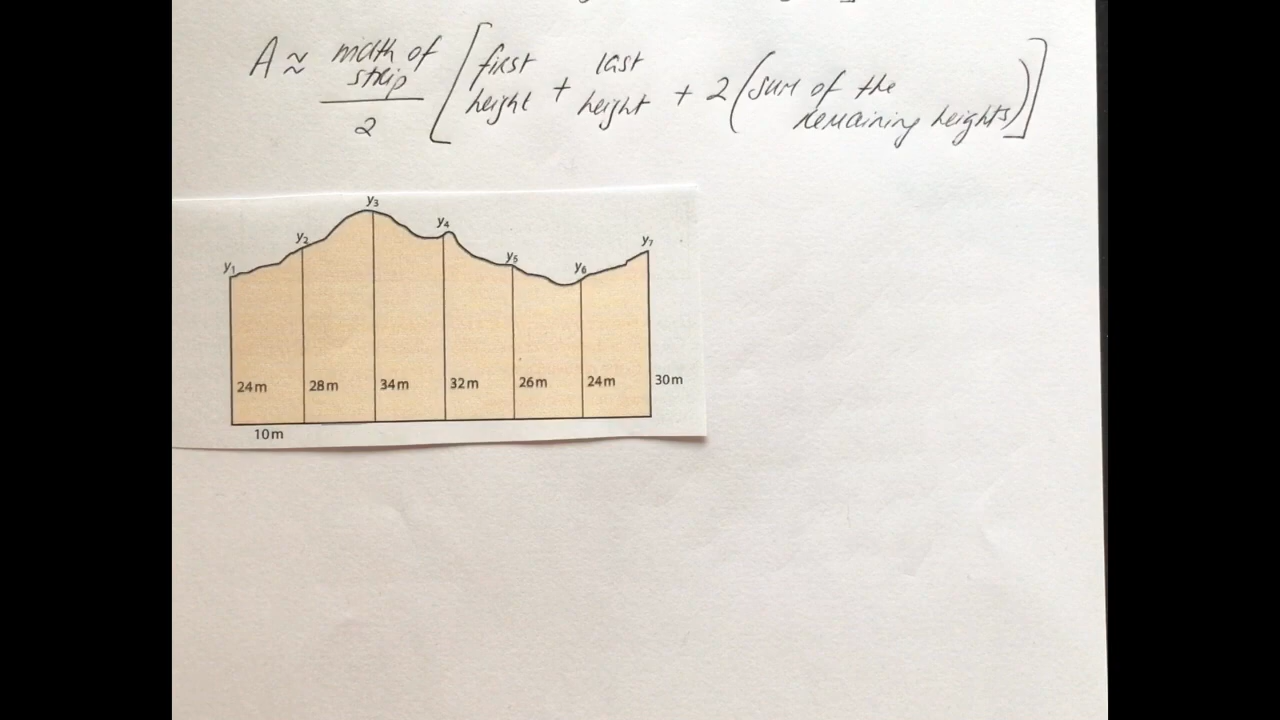 A ≈ width of strip / 2 [ first height + last height + 2 ( sum of the remaining heights ) ]
y₁
y₂
y₃
y₄
y₅
y₆
y₇
24m
28m
34m
32m
26m
24m
30m
10m